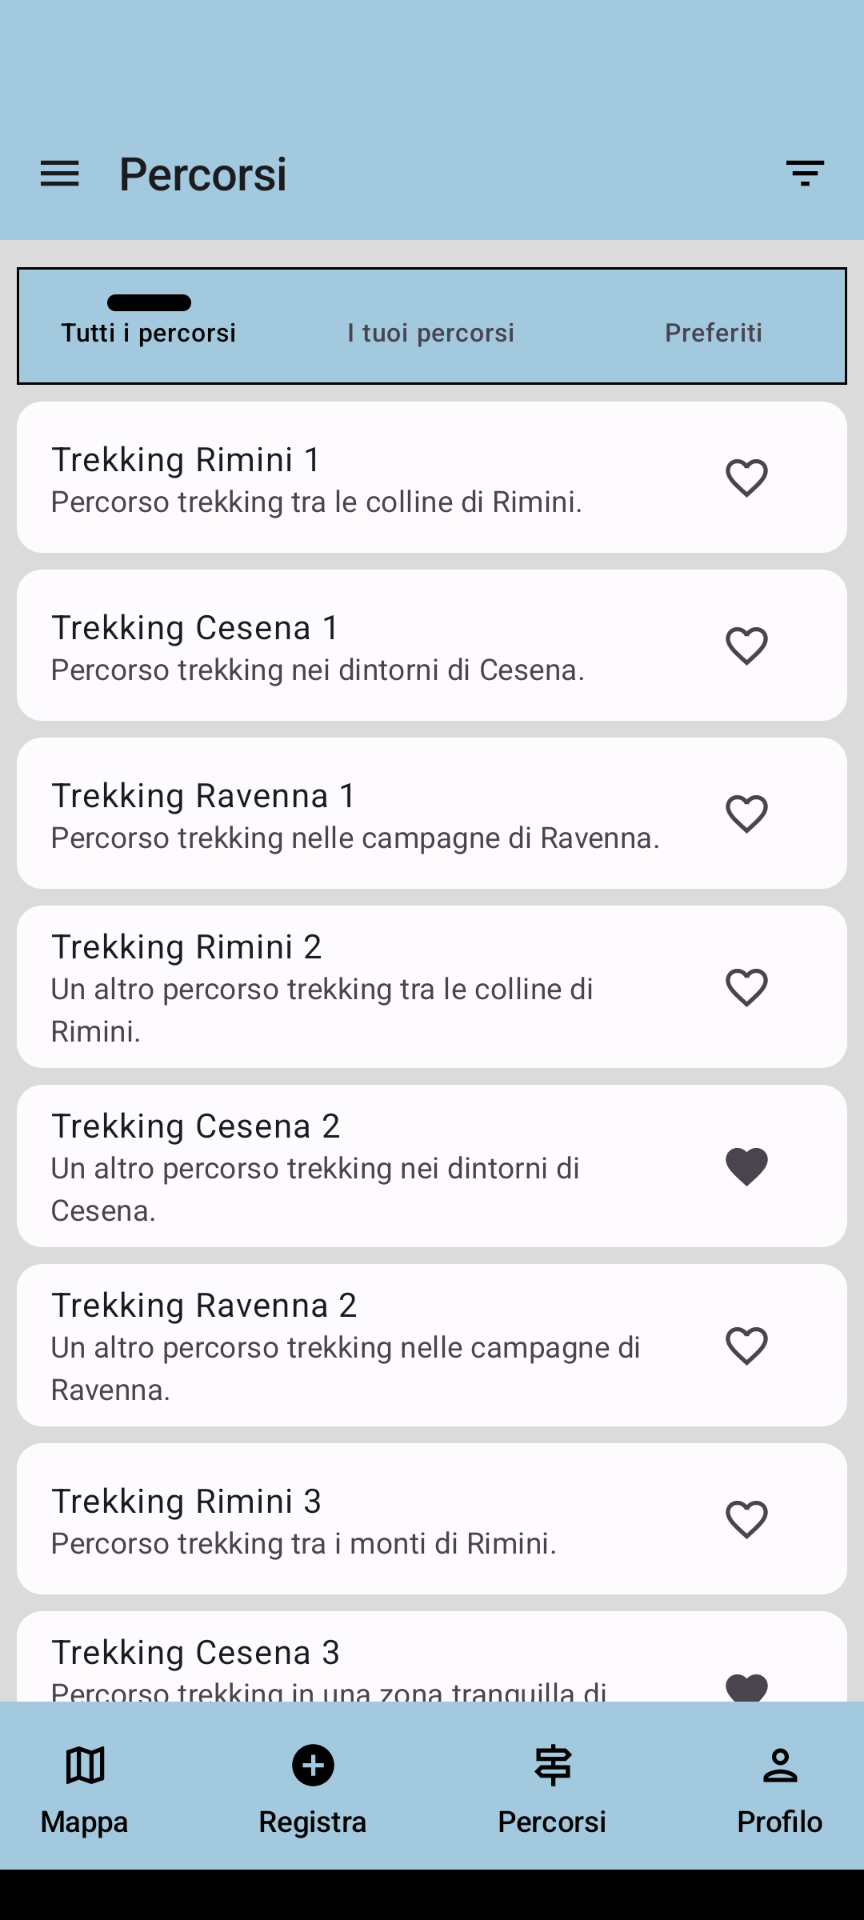 Percorsi
Tutti i percorsi
I tuoi percorsi
Preferiti
Trekking Rimini 1
Percorso trekking tra le colline di Rimini.
Trekking Cesena 1
Percorso trekking nei dintorni di Cesena.
Trekking Ravenna 1
Percorso trekking nelle campagne di Ravenna.
Trekking Rimini 2
Un altro percorso trekking tra le colline di
Rimini.
Trekking Cesena 2
Un altro percorso trekking nei dintorni di
Cesena.
Trekking Ravenna 2
Un altro percorso trekking nelle campagne di
Ravenna.
Trekking Rimini 3
Percorso trekking tra i monti di Rimini.
Trekking Cesena 3
Percorso trekking in una zona tranquilla di
Mappa
Registra
Percorsi
Profilo